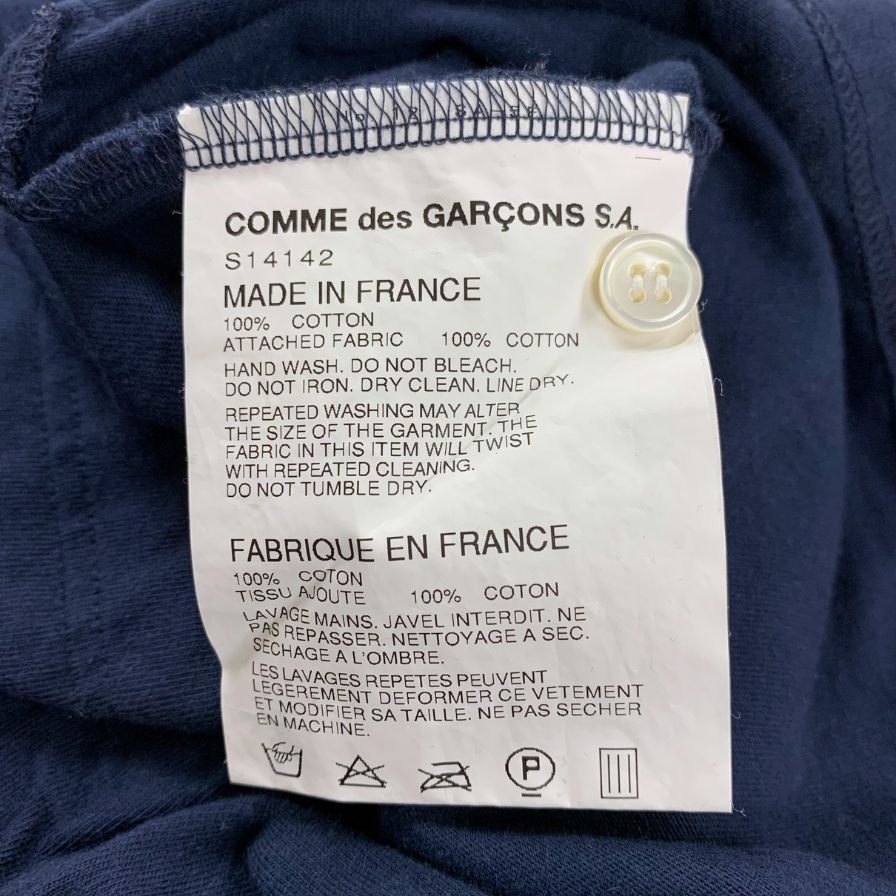 COMME des GARÇONS S.A.
S14142
MADE IN FRANCE
100% COTTON
ATTACHED FABRIC 100% COTTON
HAND WASH. DO NOT BLEACH.
DO NOT IRON. DRY CLEAN. LINE DRY.
REPEATED WASHING MAY ALTER
THE SIZE OF THE GARMENT. THE
FABRIC IN THIS ITEM WILL TWIST
WITH REPEATED CLEANING.
DO NOT TUMBLE DRY.
FABRIQUE EN FRANCE
100% COTON
TISSU AJOUTE 100% COTON
LAVAGE MAINS. JAVEL INTERDIT. NE
PAS REPASSER. NETTOYAGE A SEC.
SECHAGE A L'OMBRE.
LES LAVAGES REPETES PEUVENT
LEGEREMENT DEFORMER CE VETEMENT
ET MODIFIER SA TAILLE. NE PAS SECHER
EN MACHINE.
P